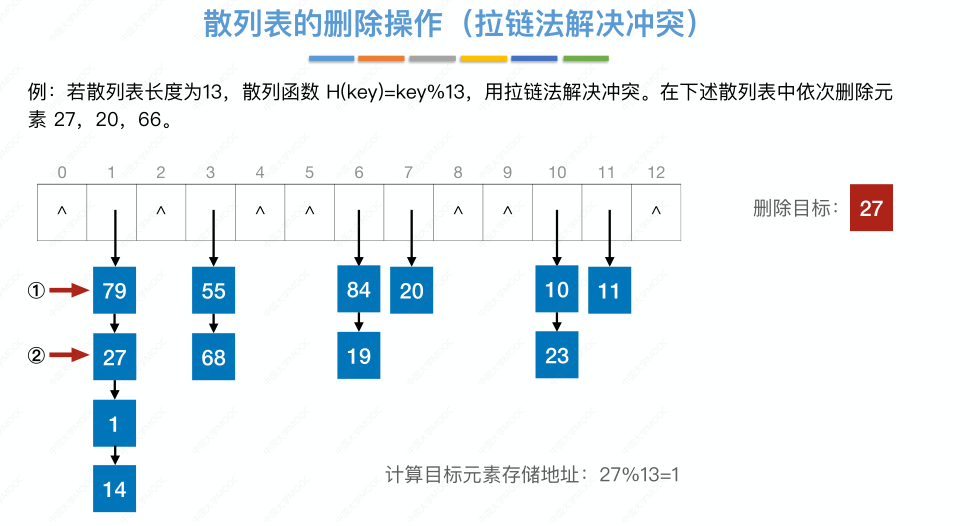 散列表的删除操作（拉链法解决冲突）
例：若散列表长度为13，散列函数 H(key)=key%13，用拉链法解决冲突。在下述散列表中依次删除元
素 27，20，66。
0 1 2 3 4 5 6 7 8 9 10 11 12
^ ^ ^ ^ ^ ^ ^
删除目标： 27
① 79 55 84 20 10 11
② 27 68 19 23
1
14
计算目标元素存储地址：27%13=1